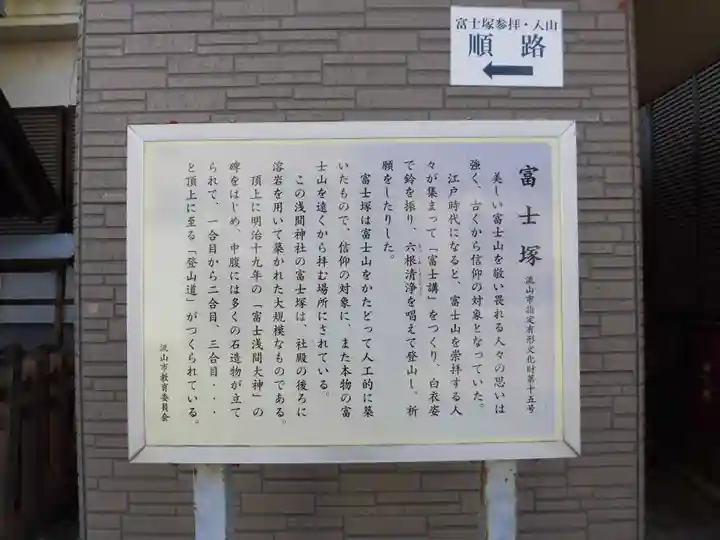 富士塚参拝・入山
順路
←
富士塚
流山市指定有形文化財第十五号
美しい富士山を敬い畏れる人々の思いは
強く、古くから信仰の対象となっていた。
江戸時代になると、富士山を崇拝する人
々が集まって「富士講」をつくり、白衣姿
で鈴を振り、六根清浄を唱えて登山し、祈
願をしたりした。
富士塚は富士山をかたどって人工的に築
いたもので、信仰の対象に、また本物の富
士山を遠くから拝む場所にされている。
この浅間神社の富士塚は、社殿の後ろに
溶岩を用いて築かれた大規模なものである。
頂上に明治十九年の「富士浅間大神」の
碑をはじめ、中腹には多くの石造物が立て
られて、一合目から二合目、三合目・・・
と頂上に至る「登山道」がつくられている。
流山市教育委員会